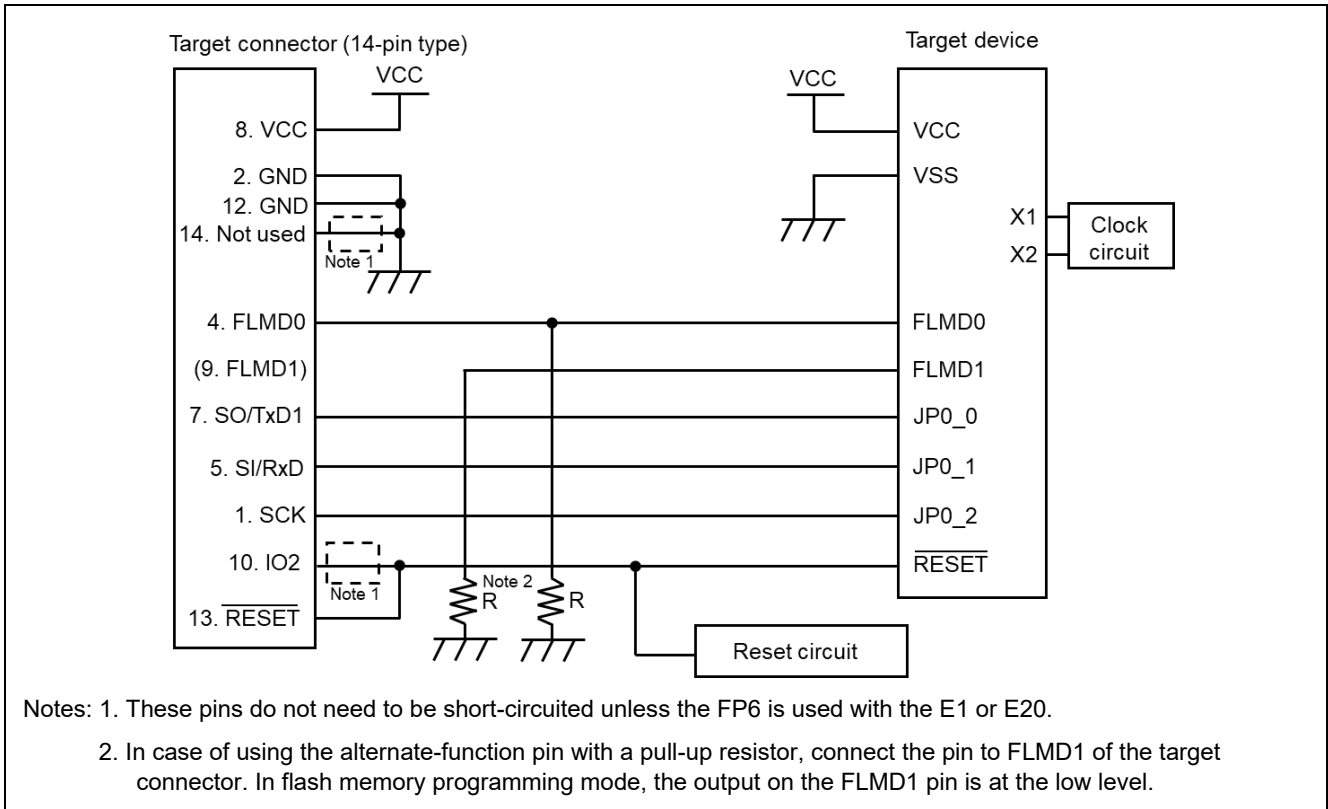 Target connector (14-pin type)
Target device
VCC
VCC
8. VCC
VCC
2. GND
VSS
12. GND
14. Not used
Note 1
X1
X2
Clock
circuit
4. FLMD0
FLMD0
(9. FLMD1)
FLMD1
7. SO/TxD1
JP0_0
5. SI/RxD
JP0_1
1. SCK
JP0_2
10. IO2
RESET
Note 1
Note 2
R
R
13. RESET
Reset circuit
Notes: 1. These pins do not need to be short-circuited unless the FP6 is used with the E1 or E20.
2. In case of using the alternate-function pin with a pull-up resistor, connect the pin to FLMD1 of the target
connector. In flash memory programming mode, the output on the FLMD1 pin is at the low level.